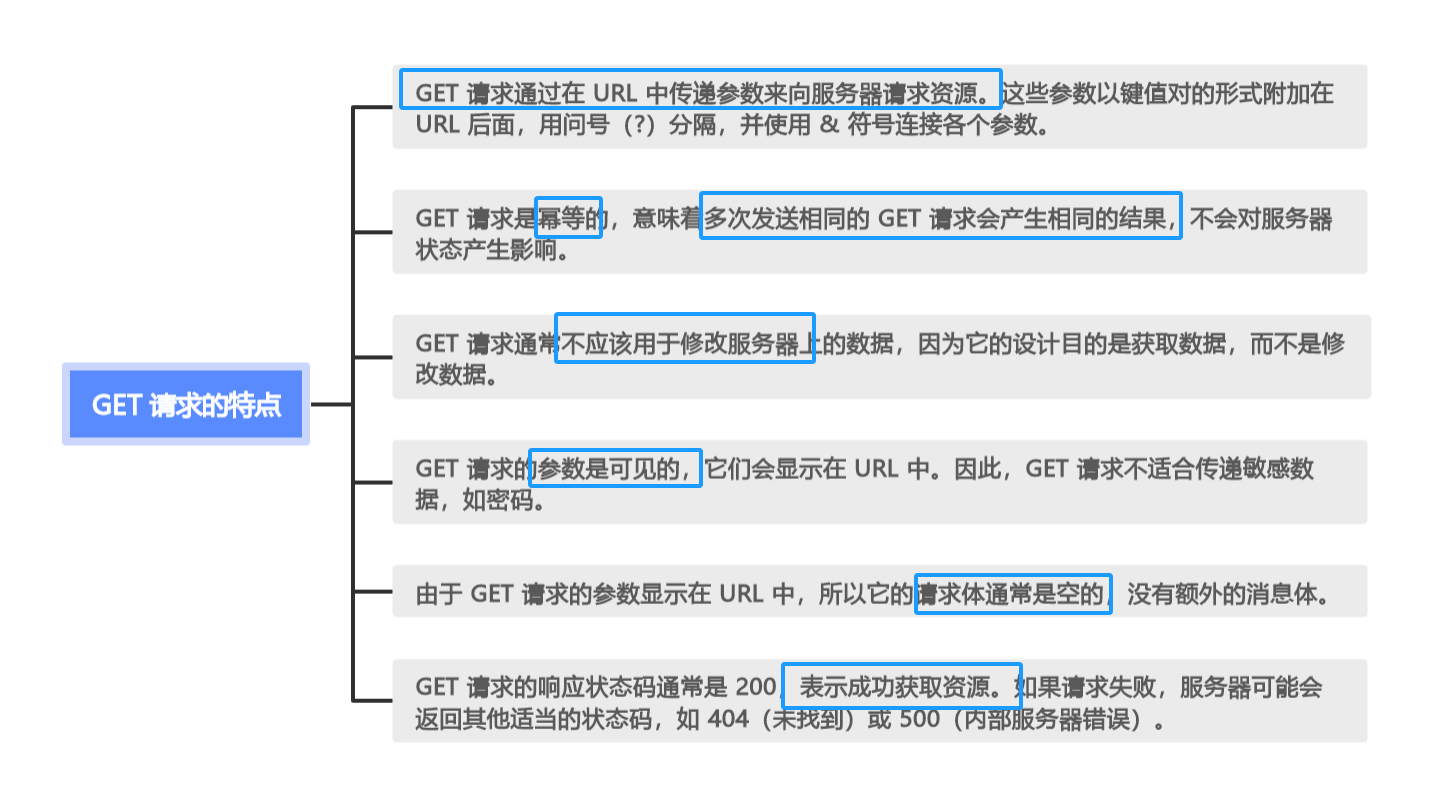 GET 请求通过在 URL 中传递参数来向服务器请求资源。这些参数以键值对的形式附加在
URL 后面，用问号（?）分隔，并使用 & 符号连接各个参数。
GET 请求是幂等的，意味着多次发送相同的 GET 请求会产生相同的结果，不会对服务器
状态产生影响。
GET 请求通常不应该用于修改服务器上的数据，因为它的设计目的是获取数据，而不是修
改数据。
GET 请求的特点
GET 请求的参数是可见的，它们会显示在 URL 中。因此，GET 请求不适合传递敏感数
据，如密码。
由于 GET 请求的参数显示在 URL 中，所以它的请求体通常是空的，没有额外的消息体。
GET 请求的响应状态码通常是 200，表示成功获取资源。如果请求失败，服务器可能会
返回其他适当的状态码，如 404（未找到）或 500（内部服务器错误）。